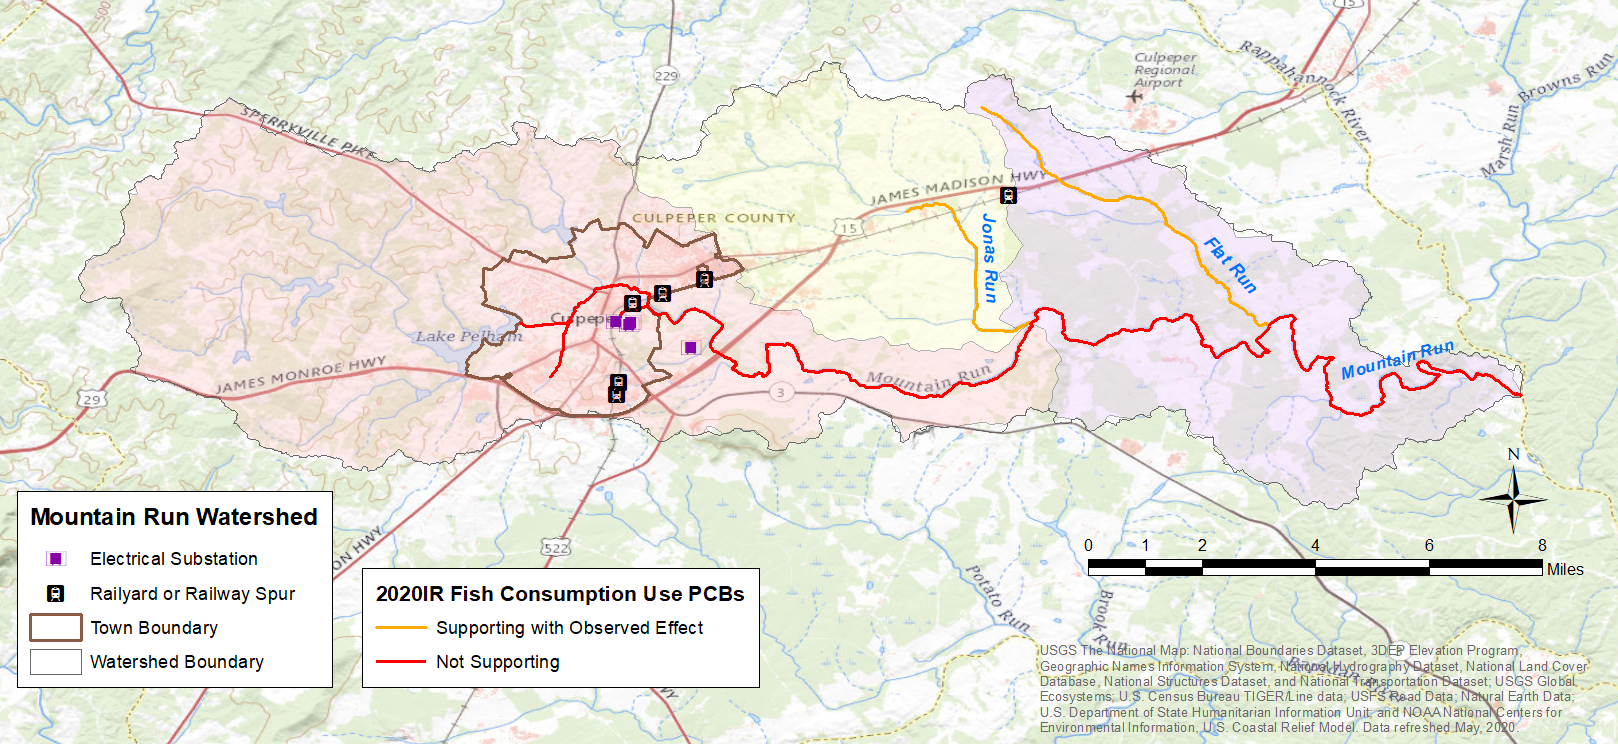 15
Culpeper
Regional
Airport
Rappahannock River
Browns Run
Marsh Run
229
SPERRYVILLE PIKE
JAMES MADISON HWY
CULPEPER COUNTY
15
Jonas Run
Flat Run
Culpeper
Lake Pelham
Mountain Run
JAMES MONROE HWY
Mountain Run
29
3
N
Mountain Run Watershed
Electrical Substation
Railyard or Railway Spur
Town Boundary
Watershed Boundary
ON HWY
522
2020IR Fish Consumption Use PCBs
Supporting with Observed Effect
Not Supporting
WY
0 1 2 4 6 8
Miles
Potato Run
Brook Run
USGS The National Map: National Boundaries Dataset, 3DEP Elevation Program,
Geographic Names Information System, National Hydrography Dataset, National Land Cover
Database, National Structures Dataset, and National Transportation Dataset; USGS Global
Ecosystems; U.S. Census Bureau TIGER/Line data; USFS Road Data; Natural Earth Data;
U.S. Department of State Humanitarian Information Unit; and NOAA National Centers for
Environmental Information, U.S. Coastal Relief Model. Data refreshed May, 2020.